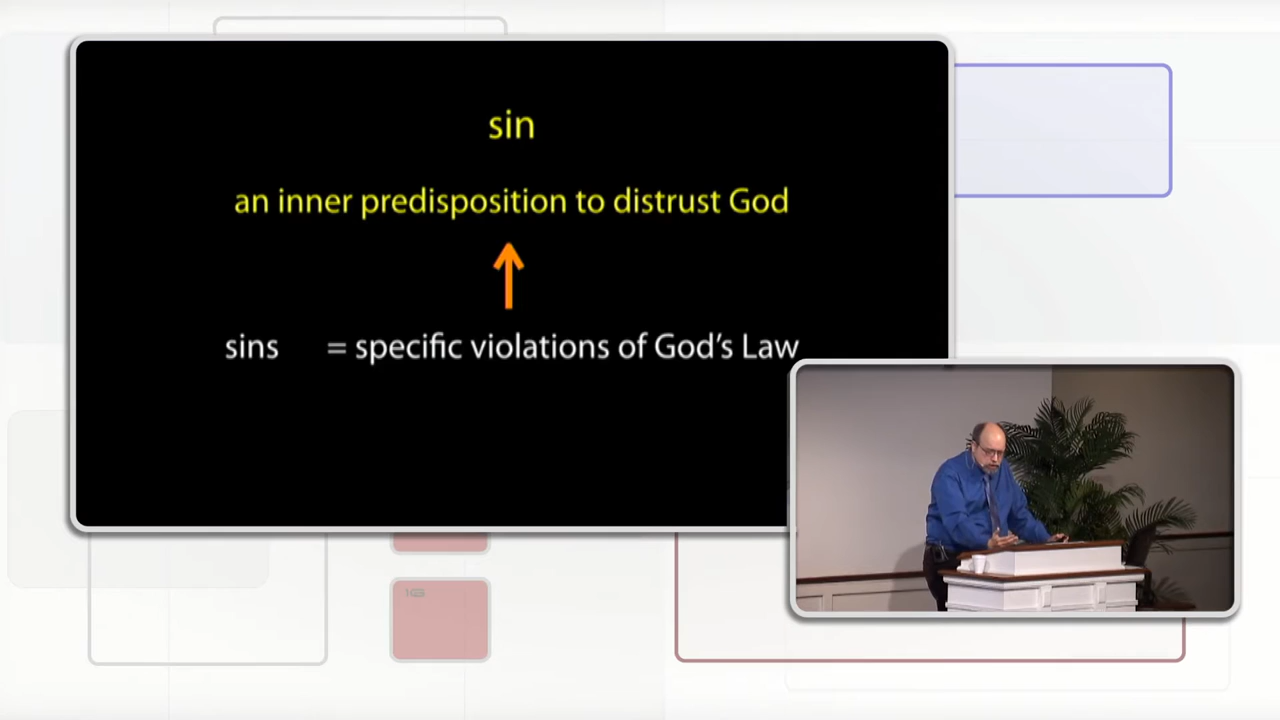 sin
an inner predisposition to distrust God
sins = specific violations of God's Law